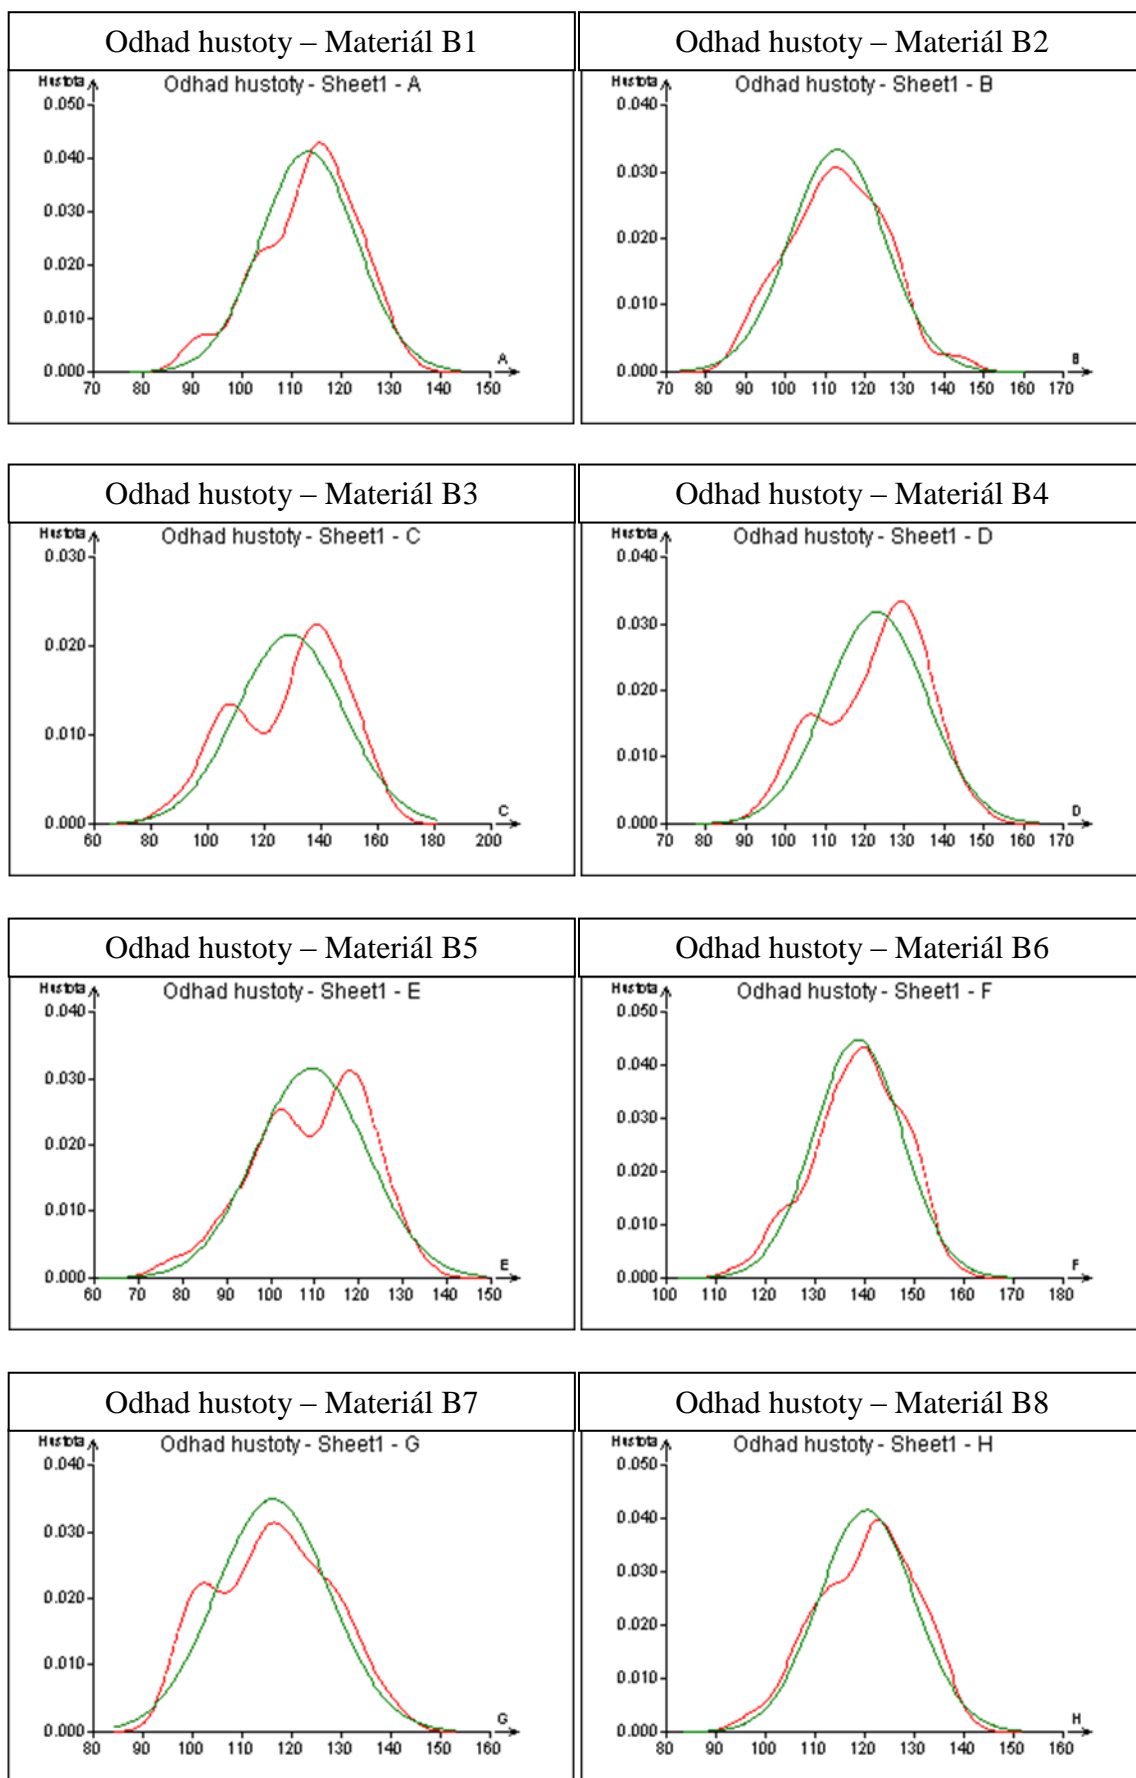 Odhad hustoty – Materiál B1
Odhad hustoty – Materiál B2
Hustota
Odhad hustoty - Sheet1 - A
0.050
0.040
0.030
0.020
0.010
0.000
A
70 80 90 100 110 120 130 140 150
Hustota
Odhad hustoty - Sheet1 - B
0.040
0.030
0.020
0.010
0.000
B
70 80 90 100 110 120 130 140 150 160 170
Odhad hustoty – Materiál B3
Odhad hustoty – Materiál B4
Hustota
Odhad hustoty - Sheet1 - C
0.030
0.020
0.010
0.000
C
60 80 100 120 140 160 180 200
Hustota
Odhad hustoty - Sheet1 - D
0.040
0.030
0.020
0.010
0.000
D
70 80 90 100 110 120 130 140 150 160 170
Odhad hustoty – Materiál B5
Odhad hustoty – Materiál B6
Hustota
Odhad hustoty - Sheet1 - E
0.040
0.030
0.020
0.010
0.000
E
60 70 80 90 100 110 120 130 140 150
Hustota
Odhad hustoty - Sheet1 - F
0.050
0.040
0.030
0.020
0.010
0.000
F
100 110 120 130 140 150 160 170 180
Odhad hustoty – Materiál B7
Odhad hustoty – Materiál B8
Hustota
Odhad hustoty - Sheet1 - G
0.040
0.030
0.020
0.010
0.000
G
80 90 100 110 120 130 140 150 160
Hustota
Odhad hustoty - Sheet1 - H
0.050
0.040
0.030
0.020
0.010
0.000
H
80 90 100 110 120 130 140 150 160